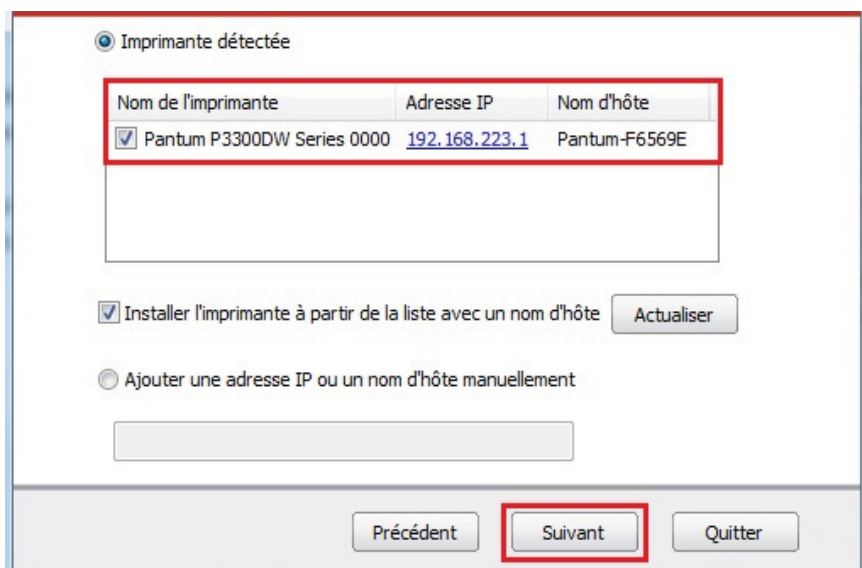 Imprimante détectée
Nom de l'imprimante Adresse IP Nom d'hôte
Pantum P3300DW Series 0000 192.168.223.1 Pantum-F6569E
Installer l'imprimante à partir de la liste avec un nom d'hôte Actualiser
Ajouter une adresse IP ou un nom d'hôte manuellement
Précédent Suivant Quitter